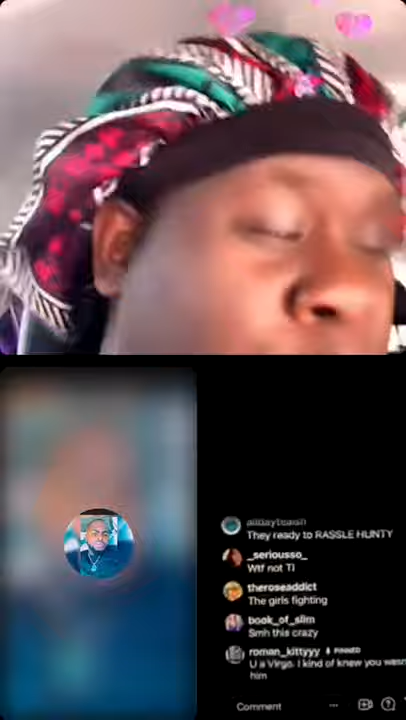 They ready to RASSLE HUNTY
_seriousso_
Wtf not TI
theroseaddict
The girls fighting
book_of_slim
Smh this crazy
roman_kittyyy PINNED
U a Virgo. I kind of knew you wasn
him
Comment